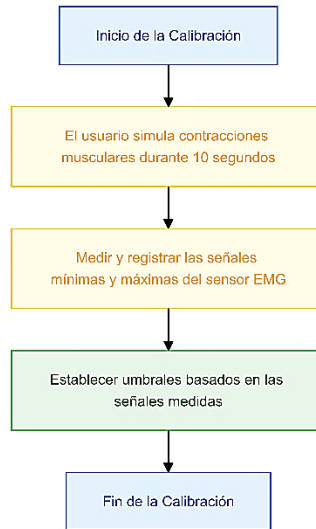 Inicio de la Calibración
El usuario simula contracciones
musculares durante 10 segundos
Medir y registrar las señales
mínimas y máximas del sensor EMG
Establecer umbrales basados en las
señales medidas
Fin de la Calibración